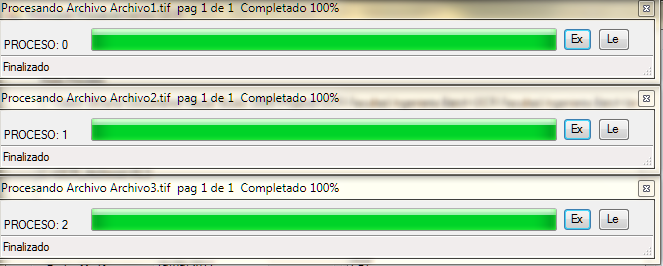 Procesando Archivo Archivo1.tif pag 1 de 1 Completado 100%
PROCESO: 0 Ex Le
Finalizado
Procesando Archivo Archivo2.tif pag 1 de 1 Completado 100%
PROCESO: 1 Ex Le
Finalizado
Procesando Archivo Archivo3.tif pag 1 de 1 Completado 100%
PROCESO: 2 Ex Le
Finalizado